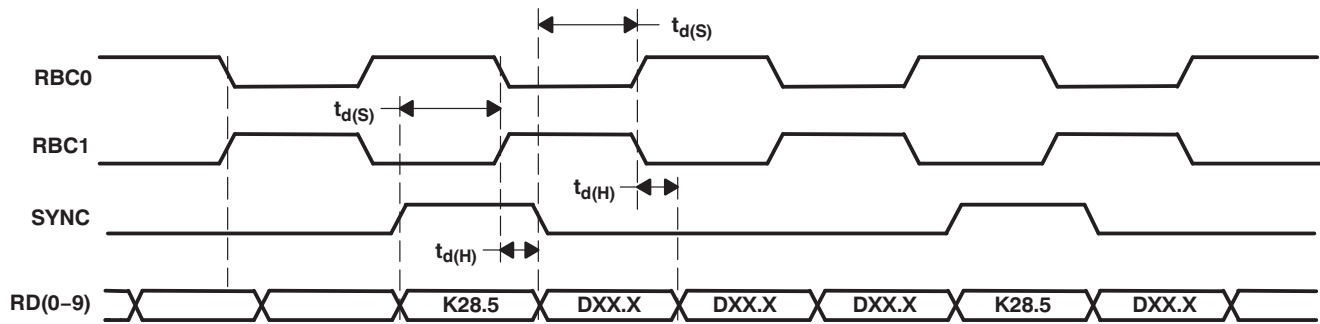 t_d(S)
RBC0
t_d(S)
RBC1
t_d(H)
SYNC
t_d(H)
RD(0−9) K28.5 DXX.X DXX.X DXX.X K28.5 DXX.X